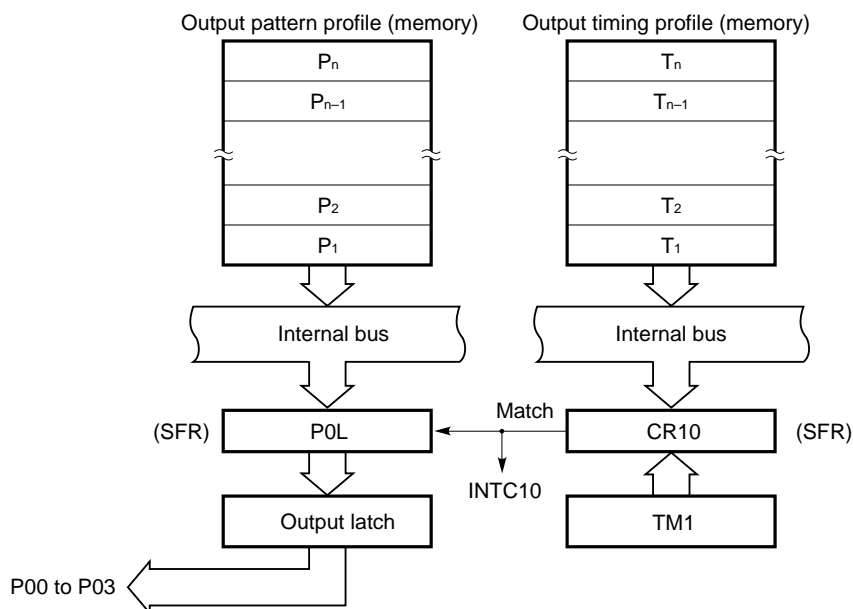 Output pattern profile (memory)
Output timing profile (memory)
Pn
Tn
Pn–1
Tn–1
P2
T2
P1
T1
Internal bus
Internal bus
Match
(SFR)
P0L
CR10
(SFR)
INTC10
Output latch
TM1
P00 to P03